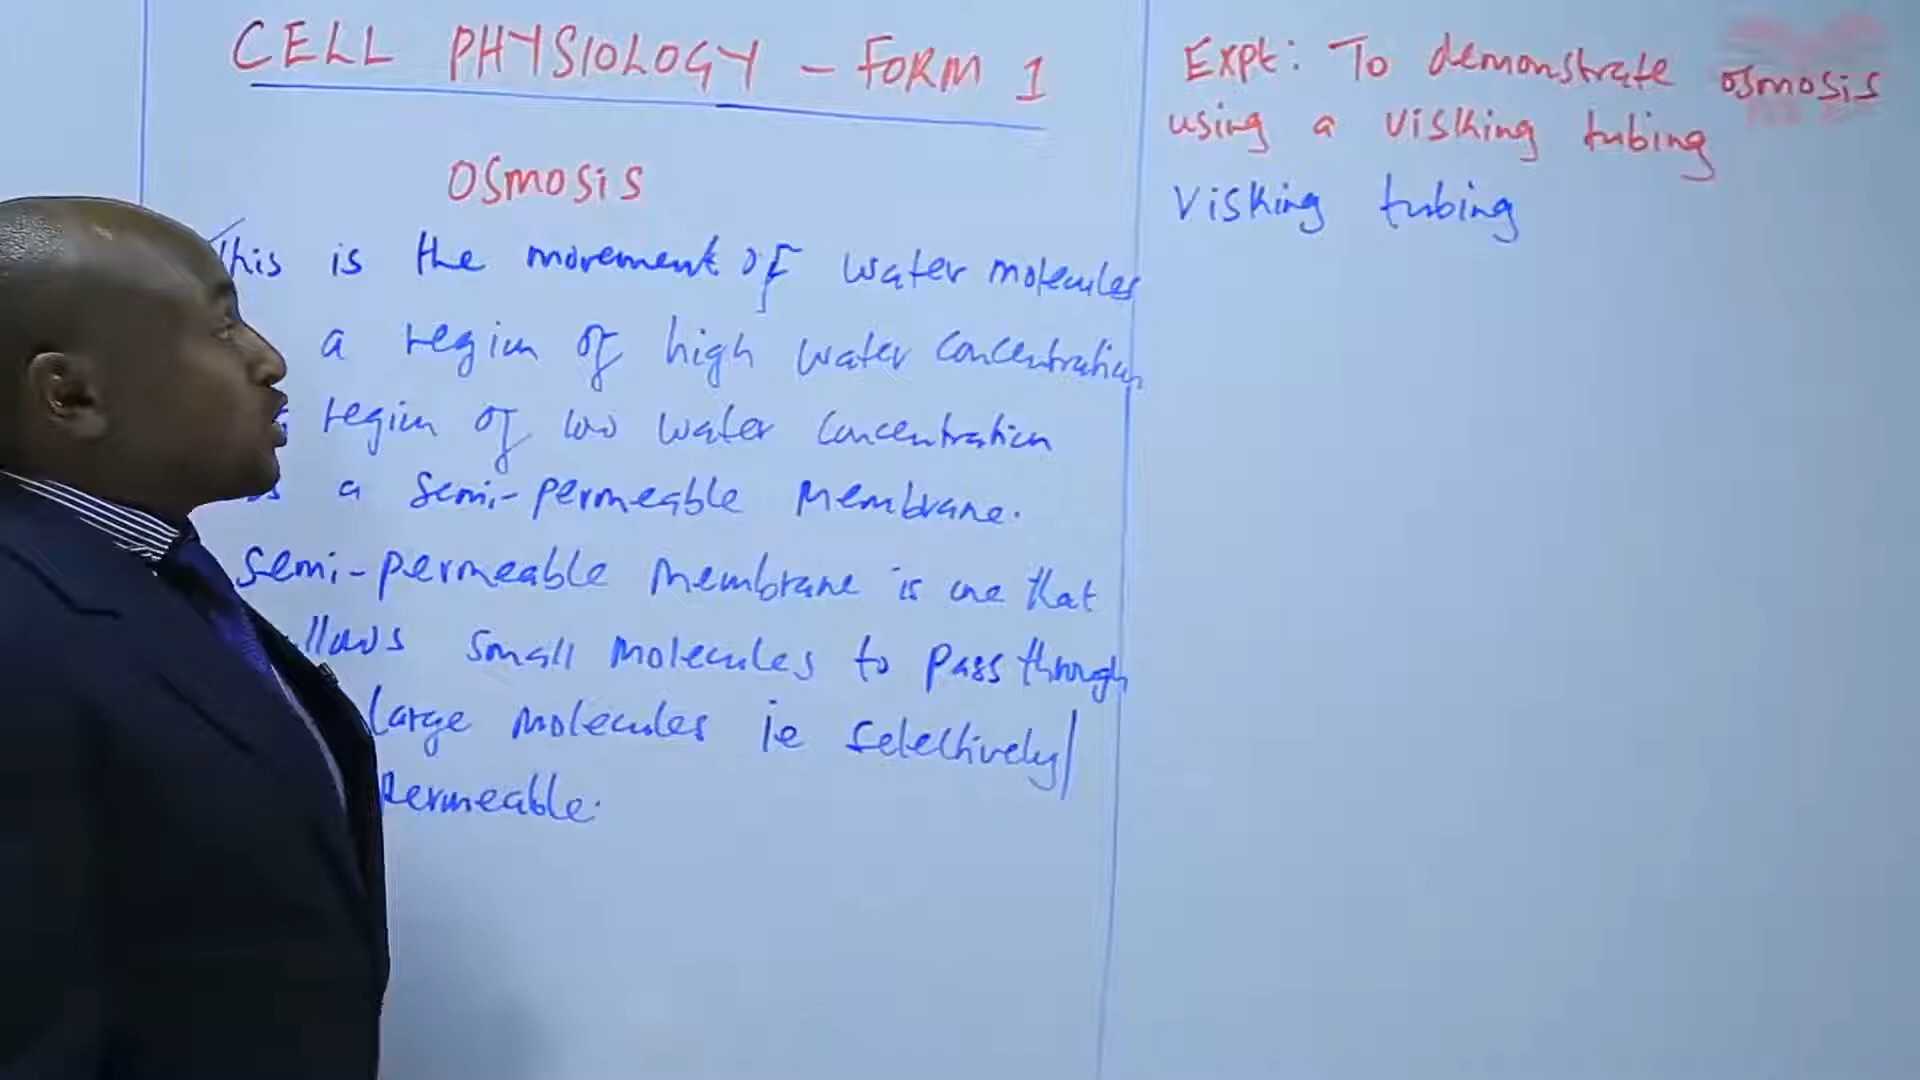 CELL PHYSIOLOGY - FORM 1
OSMOSIS
This is the movement of water molecules
a region of high water concentration
region of low water concentration
a semi-permeable membrane.
semi-permeable membrane is one that
llows small molecules to pass through
large molecules ie selectively/
permeable.
Expt: To demonstrate osmosis
using a visking tubing
visking tubing